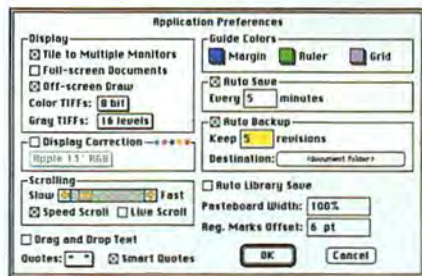 Application Preferences
Display
Tile to Multiple Monitors
Full-screen Documents
Off-screen Draw
Color TIFFs: 8 bit
Gray TIFFs: 16 levels
Display Correction
Apple 13" RGB
Scrolling
Slow Fast
Speed Scroll Live Scroll
Drag and Drop Text
Quotes: " " Smart Quotes
Guide Colors
Margin Ruler Grid
Auto Save
Every 5 minutes
Auto Backup
Keep 5 revisions
Destination: <document folder>
Auto Library Save
Pasteboard Width: 100%
Reg. Marks Offset: 6 pt
OK Cancel